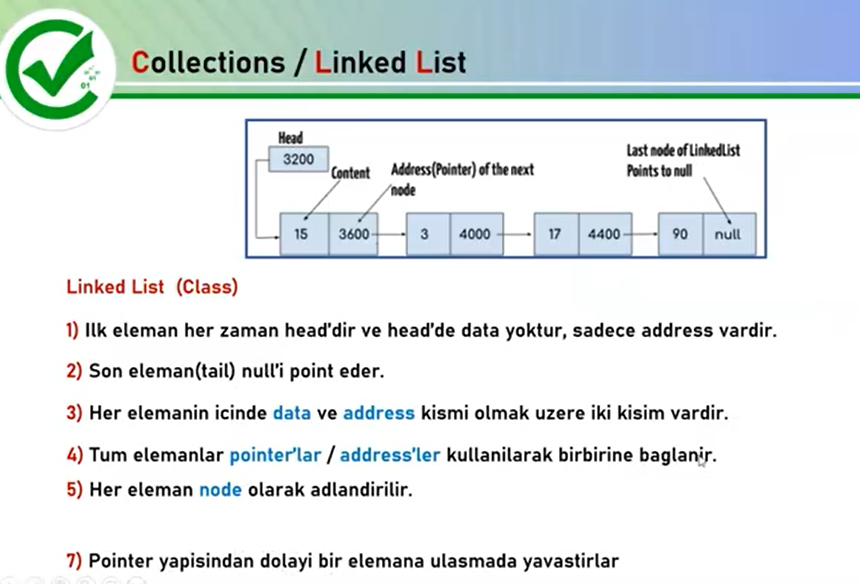 Collections / Linked List
Head
3200
Content
Address(Pointer) of the next
node
Last node of LinkedList
Points to null
15 3600 3 4000 17 4400 90 null
Linked List (Class)
1) Ilk eleman her zaman head'dir ve head'de data yoktur, sadece address vardir.
2) Son eleman(tail) null'i point eder.
3) Her elemanin icinde data ve address kismi olmak uzere iki kisim vardir.
4) Tum elemanlar pointer'lar / address'ler kullanilarak birbirine baglanir.
5) Her eleman node olarak adlandirilir.
7) Pointer yapisindan dolayi bir elemana ulasmada yavastirlar